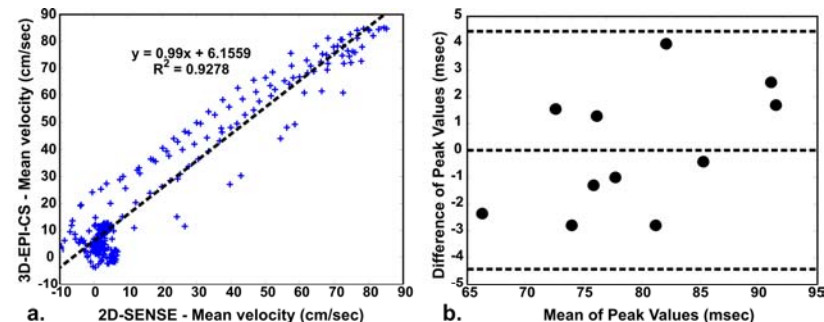 a.
3D-EPI-CS - Mean velocity (cm/sec)
90
80
70
60
50
40
30
20
10
0
10
y = 0.99x + 6.1559
R² = 0.9278
-10 0 10 20 30 40 50 60 70 80 90
2D-SENSE - Mean velocity (cm/sec)
b.
Difference of Peak Values (msec)
5
4
3
2
1
0
-1
-2
-3
-4
-5
65 75 85 95
Mean of Peak Values (msec)